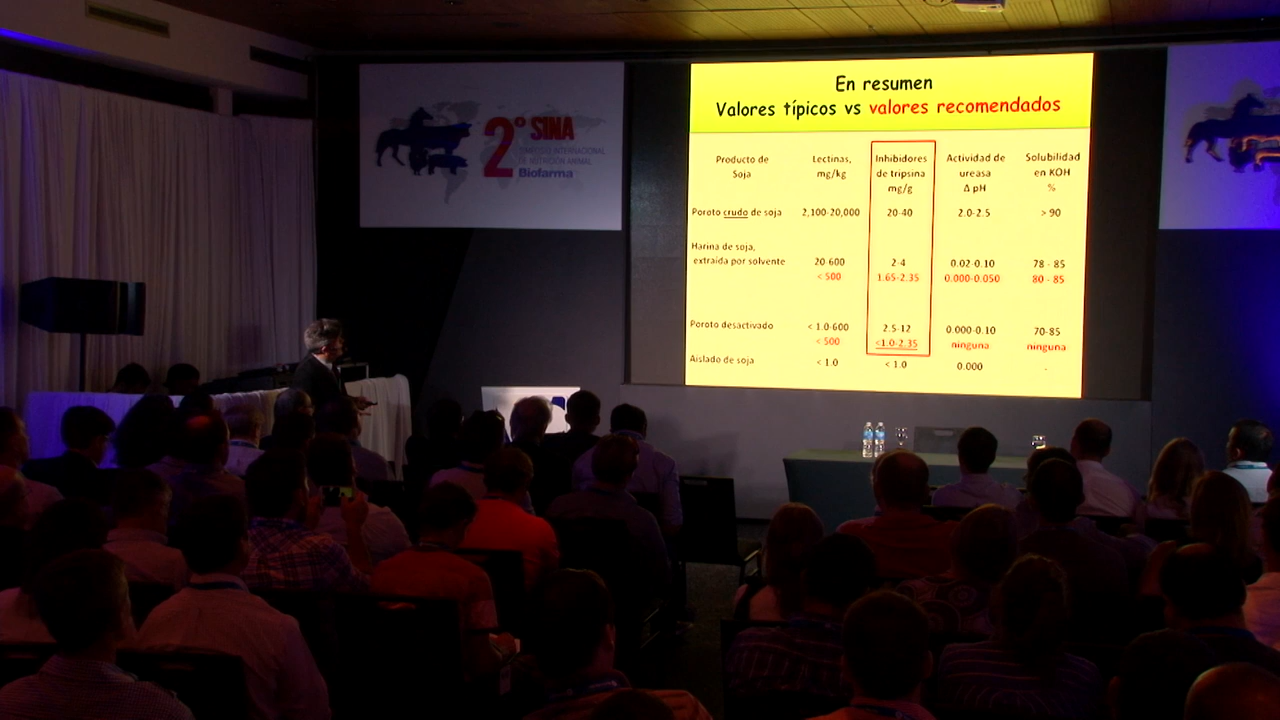 2° SINA
CONGRESO INTERNACIONAL
DE NUTRICIÓN ANIMAL
Biofarma
En resumen
Valores típicos vs valores recomendados
Producto de Soja
Lectinas, mg/kg
Inhibidores de tripsina mg/g
Actividad de ureasa Δ pH
Solubilidad en KOH %
Poroto crudo de soja 2,100-20,000 20-40 2.0-2.5 > 90
Harina de soja,
extraída por solvente 20-600 2-4 0.02-0.10 78 - 85
< 500 1.65-2.35 0.000-0.050 80 - 85
Poroto desactivado < 1.0-600 2.5-12 0.000-0.10 70-85
< 500 <1.0-2.35 ninguna ninguna
Aislado de soja < 1.0 < 1.0 0.000 -